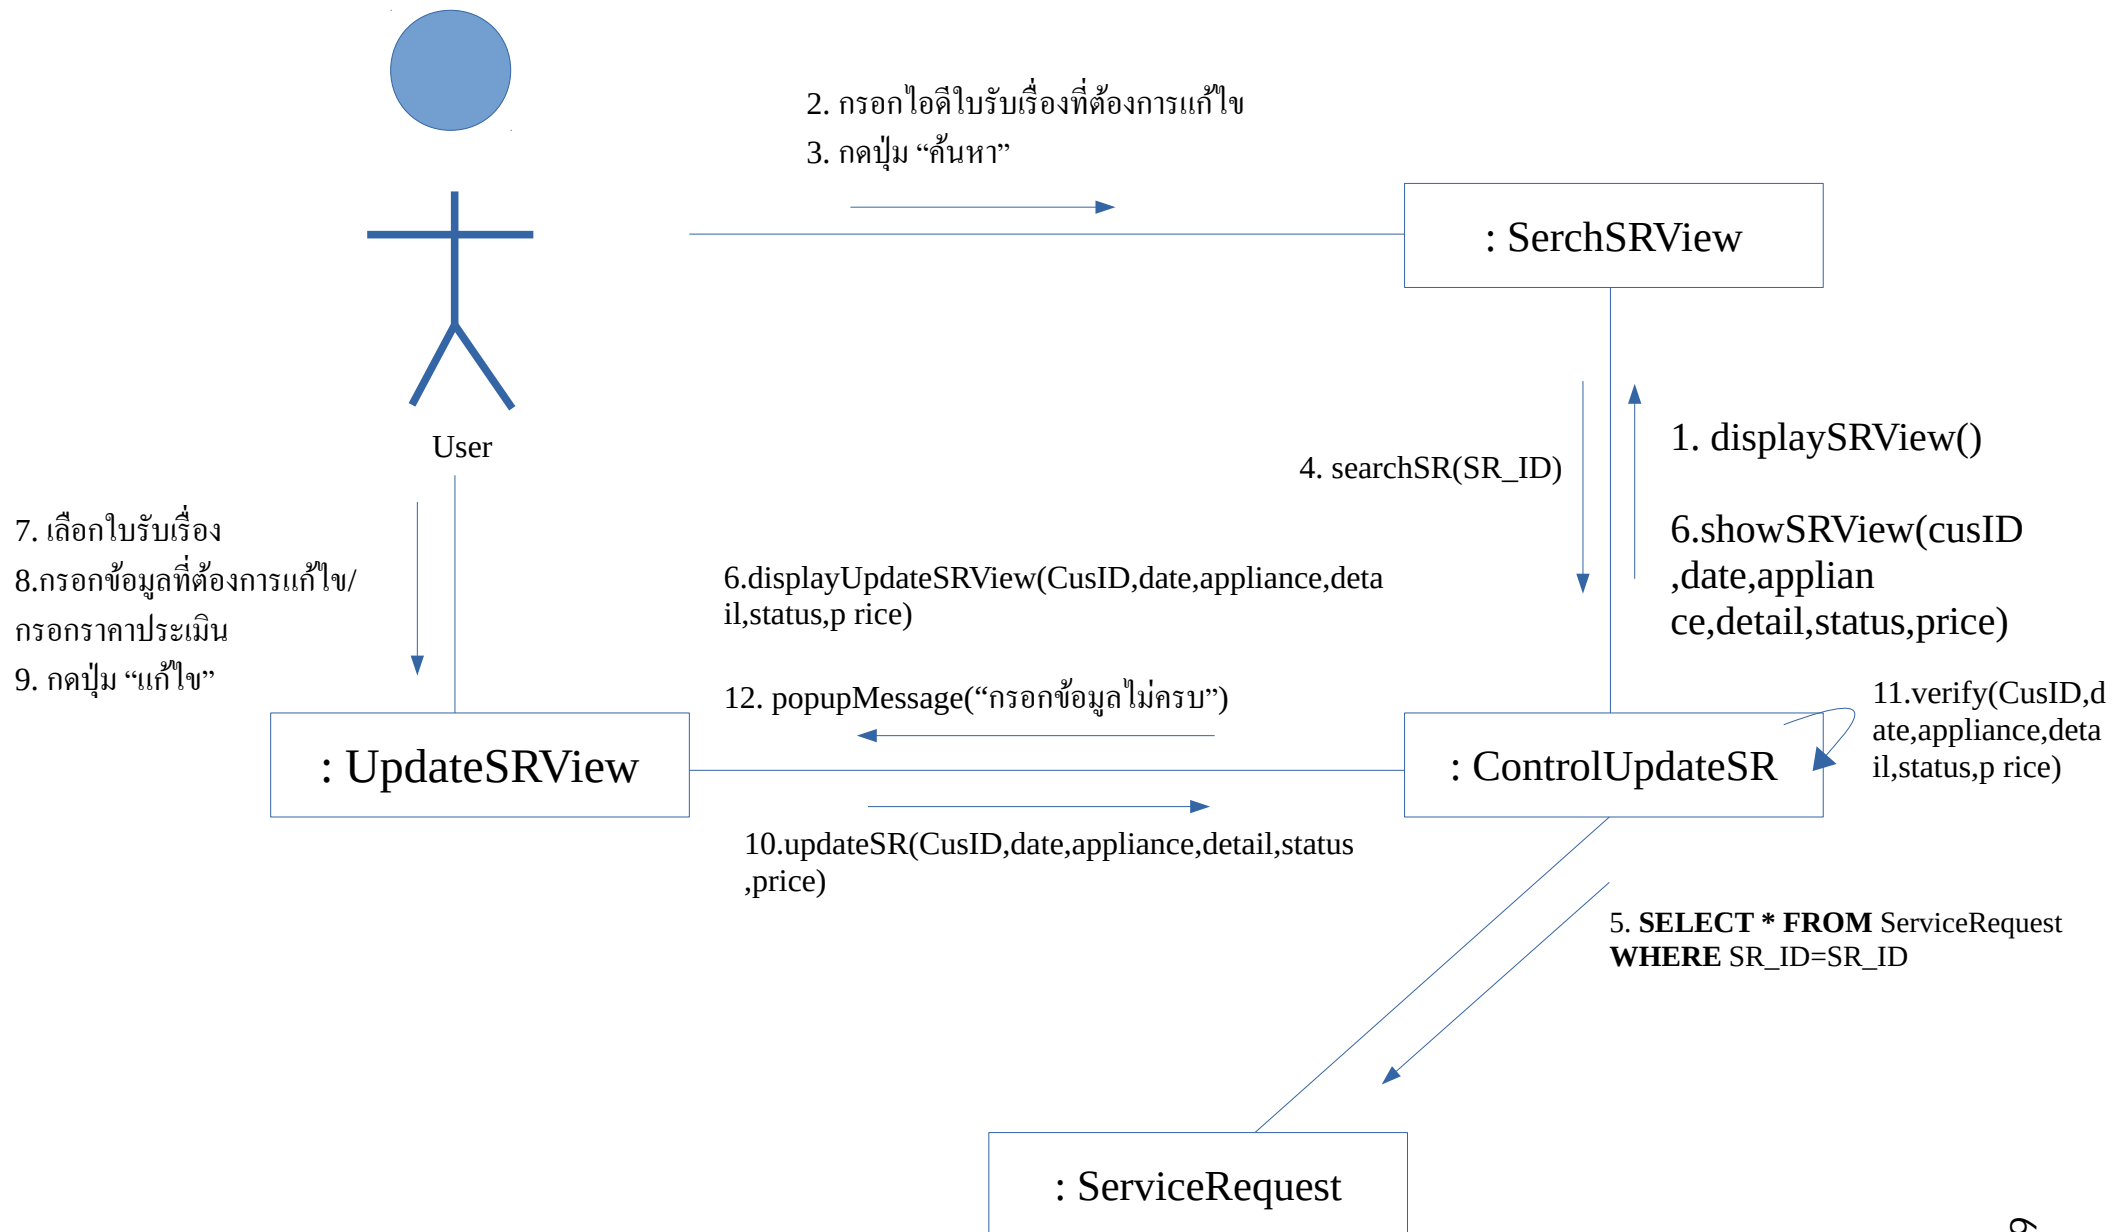 2. กรอกไอดีใบรับเรื่องที่ต้องการแก้ไข
3. กดปุ่ม “ค้นหา”
: SerchSRView
User
1. displaySRView()
4. searchSR(SR_ID)
6.showSRView(cusID
,date,applian
ce,detail,status,price)
7. เลือกใบรับเรื่อง
8.กรอกข้อมูลที่ต้องการแก้ไข/
กรอกราคาประเมิน
9. กดปุ่ม “แก้ไข”
6.displayUpdateSRView(CusID,date,appliance,deta
il,status,p rice)
12. popupMessage(“กรอกข้อมูลไม่ครบ”)
11.verify(CusID,d
ate,appliance,deta
il,status,p rice)
: UpdateSRView
: ControlUpdateSR
10.updateSR(CusID,date,appliance,detail,status
,price)
5. SELECT * FROM ServiceRequest
WHERE SR_ID=SR_ID
: ServiceRequest